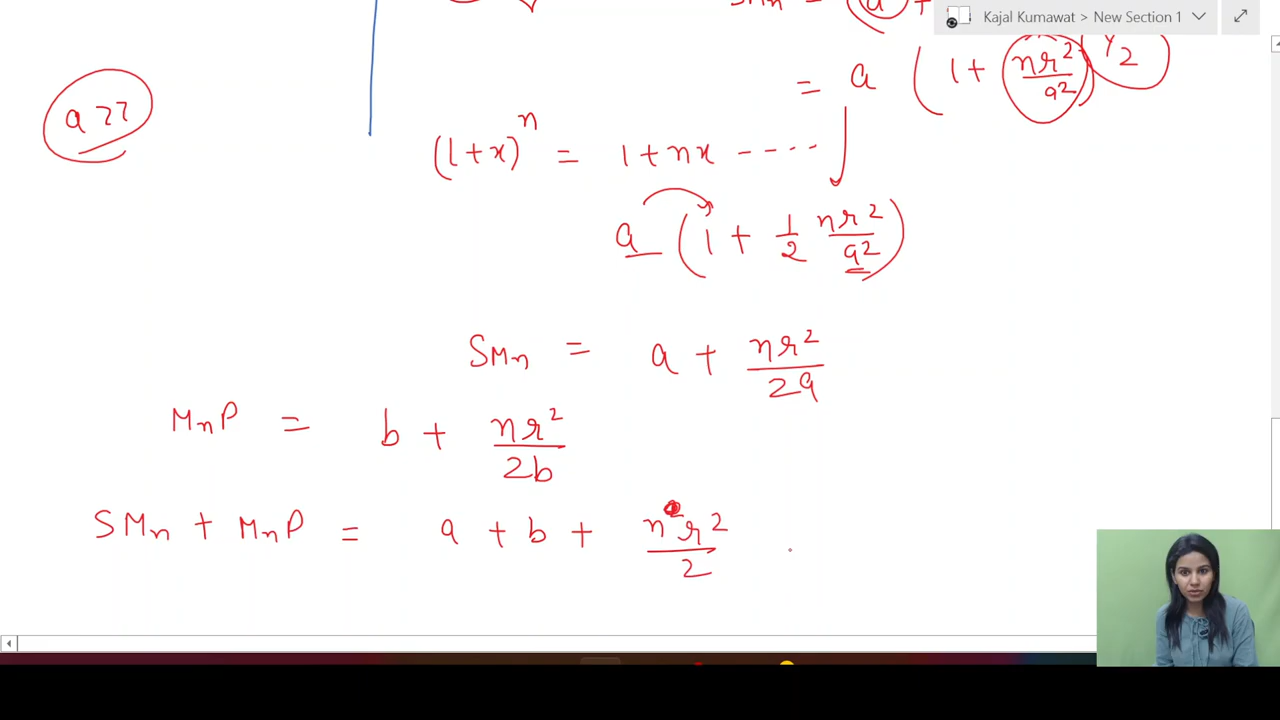 Kajal Kumawat > New Section 1
= a (1 + nr²/a²)^1/2
a >>
(1+x)^n = 1 + nx ----
a (1 + 1/2 nr²/a²)
SMn = a + nr²/2a
MnP = b + nr²/2b
SMn + MnP = a + b + nr²/2